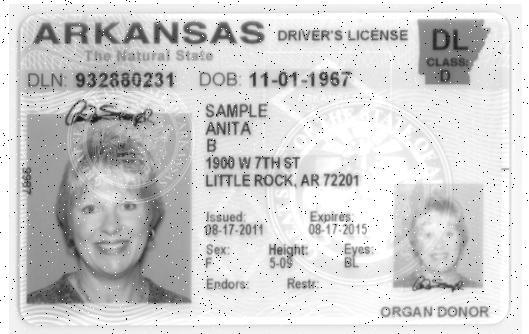 ARKANSAS DRIVER'S LICENSE DL
The Natural State CLASS:
D
DLN: 932880231 DOB: 11-01-1967
SAMPLE
ANITA
B
1900 W 7TH ST
LITTLE ROCK, AR 72201
Issued: Expires:
08-17-2011 08-17-2015
Sex: Height: Eyes:
F 5-09 BL
Endors: Restr:
ORGAN DONOR